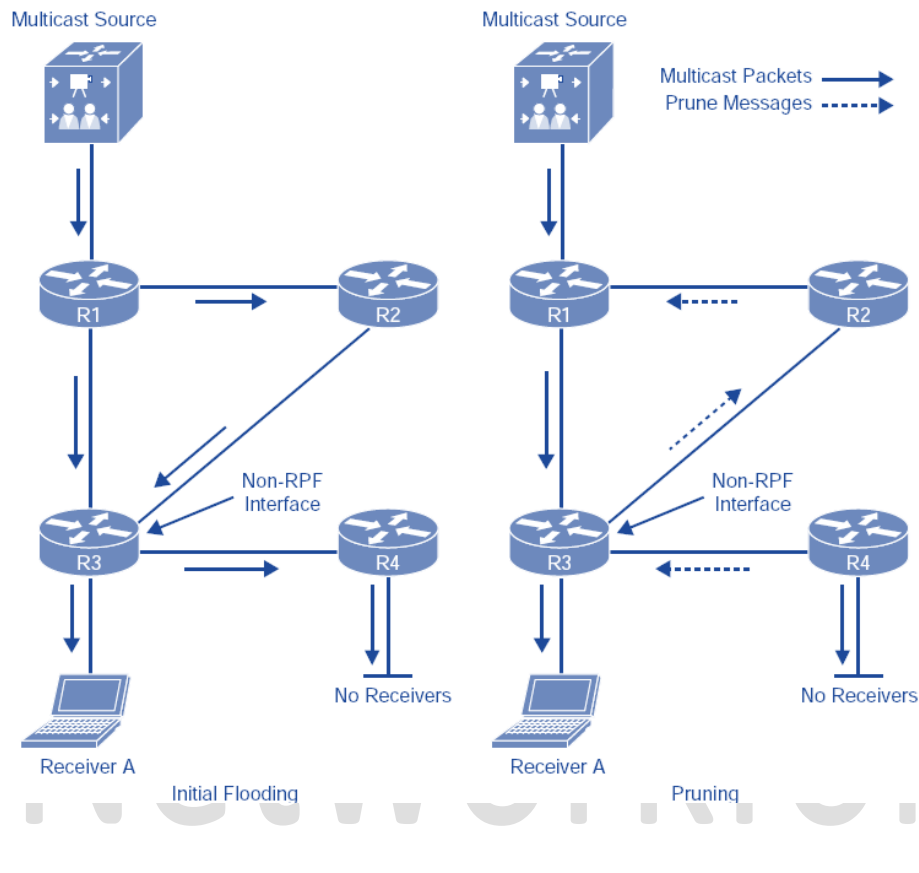 Multicast Source
Multicast Source
Multicast Packets
Prune Messages
R1
R2
R1
R2
Non-RPF
Interface
Non-RPF
Interface
R3
R4
R3
R4
No Receivers
No Receivers
Receiver A
Receiver A
Initial Flooding
Pruning